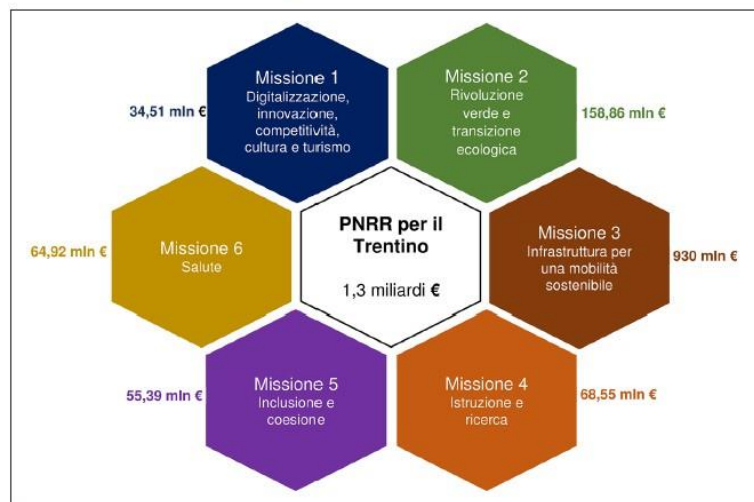 Missione 1
Digitalizzazione,
innovazione,
competitività,
cultura e turismo
34,51 mln €
Missione 2
Rivoluzione
verde e
transizione
ecologica
158,86 mln €
Missione 6
Salute
64,92 mln €
PNRR per il
Trentino
1,3 miliardi €
Missione 3
Infrastruttura per
una mobilità
sostenibile
930 mln €
Missione 5
Inclusione e
coesione
55,39 mln €
Missione 4
Istruzione e
ricerca
68,55 mln €